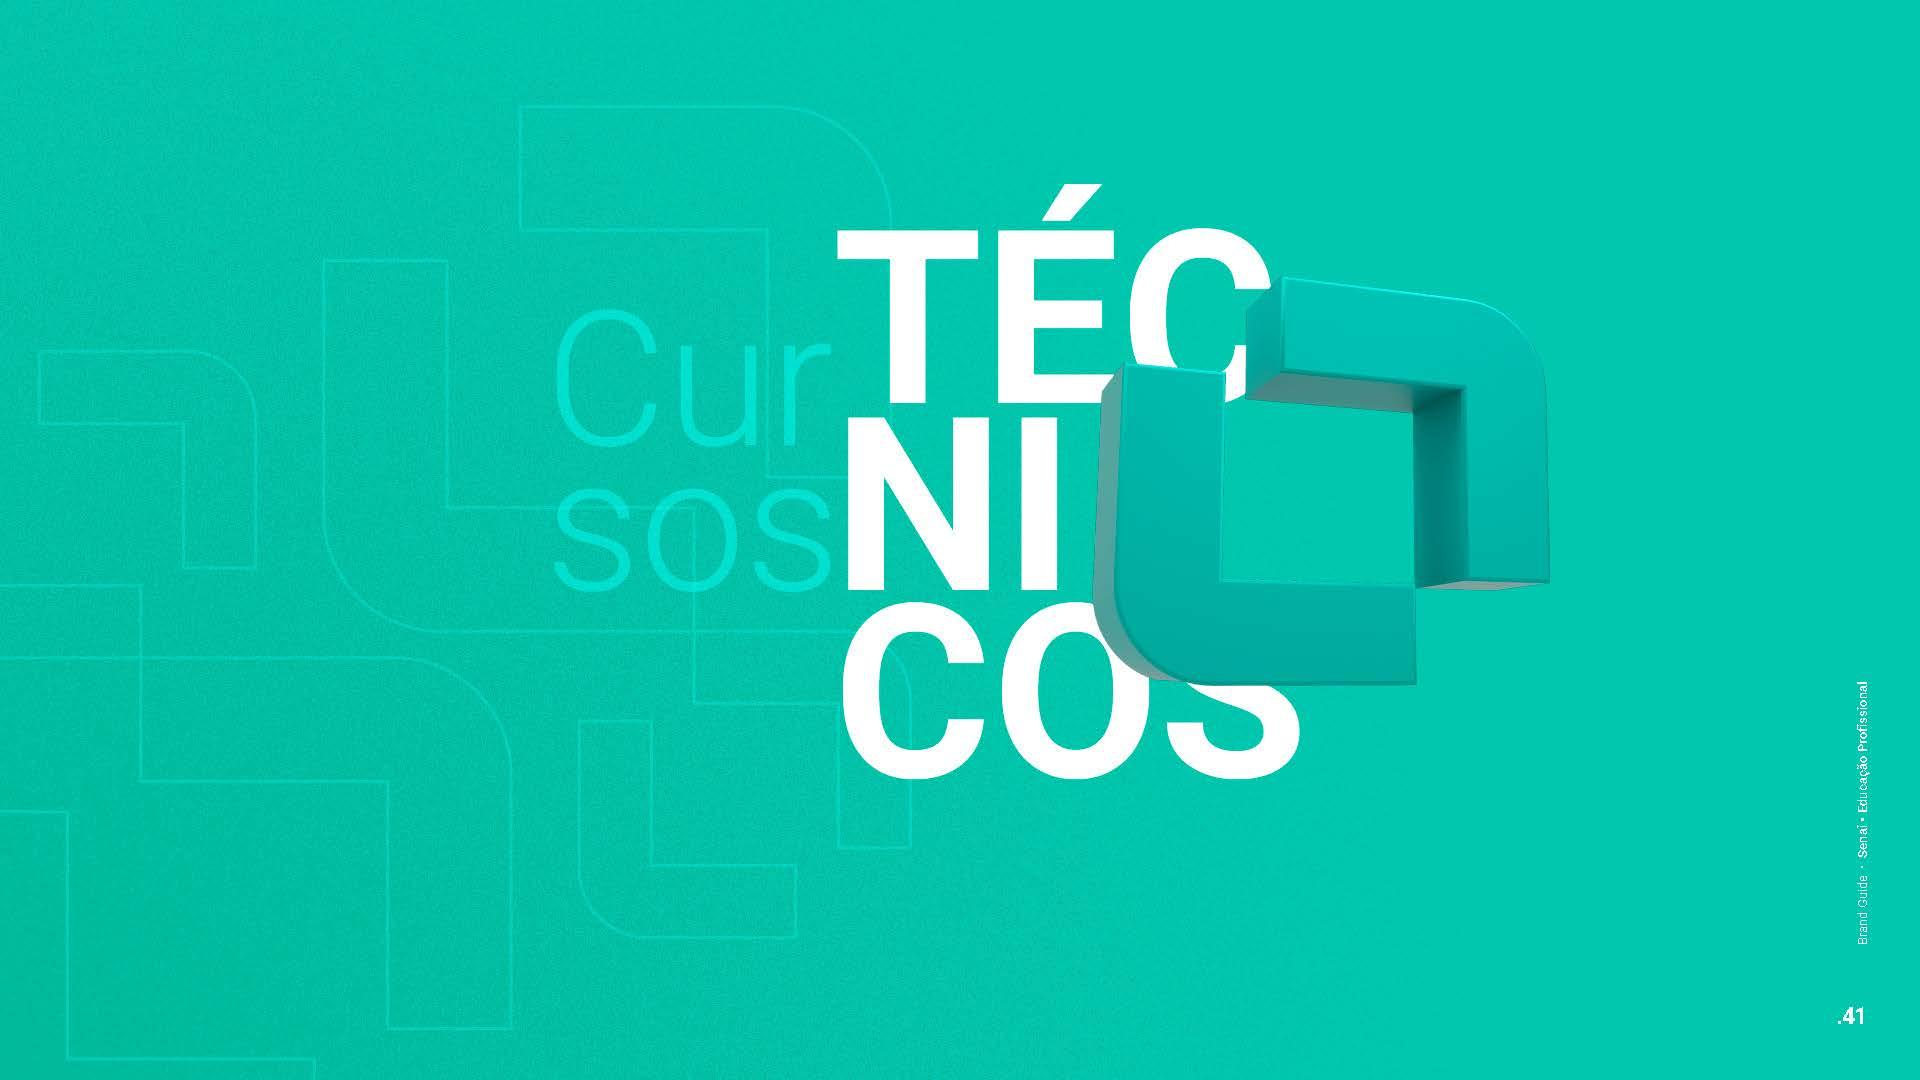 Cur
sos
TÉC
NI
COS
Brand Guide · Senai • Educação Profissional
.41